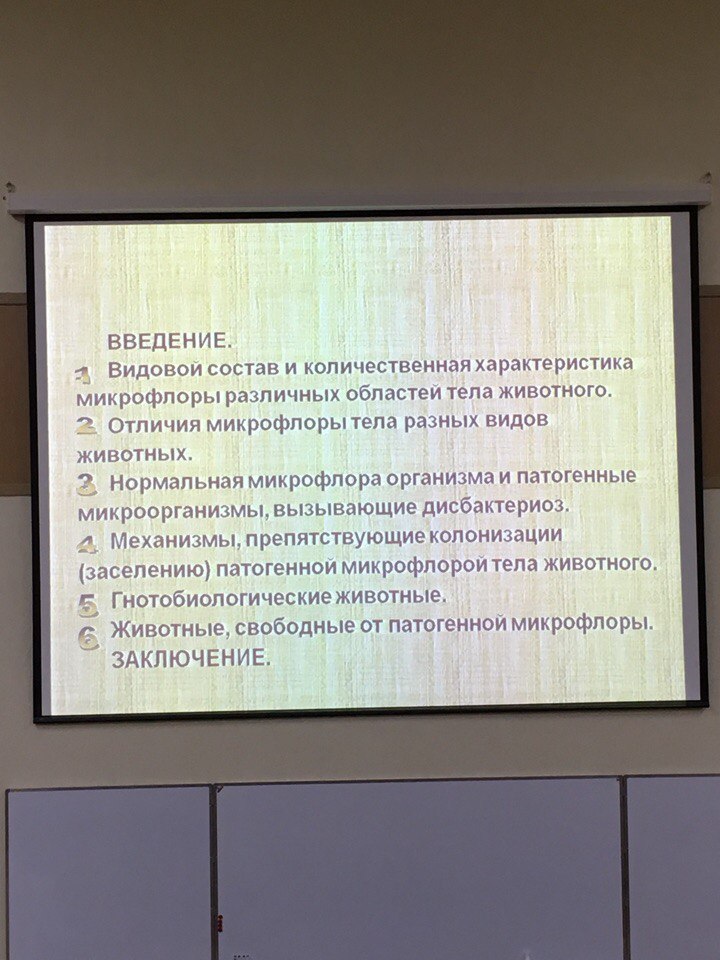 ВВЕДЕНИЕ.
1 Видовой состав и количественная характеристика
микрофлоры различных областей тела животного.
2 Отличия микрофлоры тела разных видов
животных.
3 Нормальная микрофлора организма и патогенные
микроорганизмы, вызывающие дисбактериоз.
4 Механизмы, препятствующие колонизации
(заселению) патогенной микрофлорой тела животного.
5 Гнотобиологические животные.
6 Животные, свободные от патогенной микрофлоры.
ЗАКЛЮЧЕНИЕ.